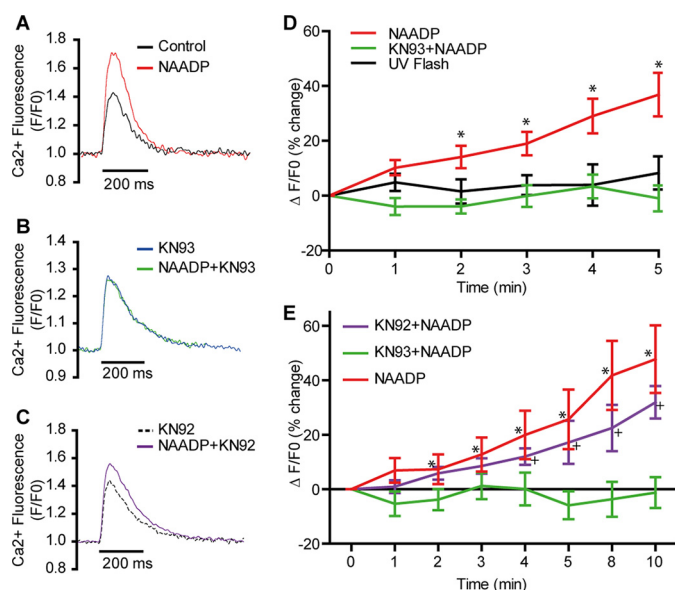 A
Ca2+ Fluorescence
(F/F0)
1.8
1.6
1.4
1.2
1.0
0.8
Control
NAADP
200 ms
B
Ca2+ Fluorescence
(F/F0)
1.4
1.3
1.2
1.1
1.0
0.9
KN93
NAADP+KN93
200 ms
C
Ca2+ Fluorescence
(F/F0)
1.8
1.6
1.4
1.2
1.0
0.8
KN92
NAADP+KN92
200 ms
D
Δ F/F0 (% change)
60
40
20
0
-20
NAADP
KN93+NAADP
UV Flash
* * * *
0 1 2 3 4 5
Time (min)
E
Δ F/F0 (% change)
60
40
20
0
-20
KN92+NAADP
KN93+NAADP
NAADP
* * * * * *
+ + + +
0 1 2 3 4 5 8 10
Time (min)